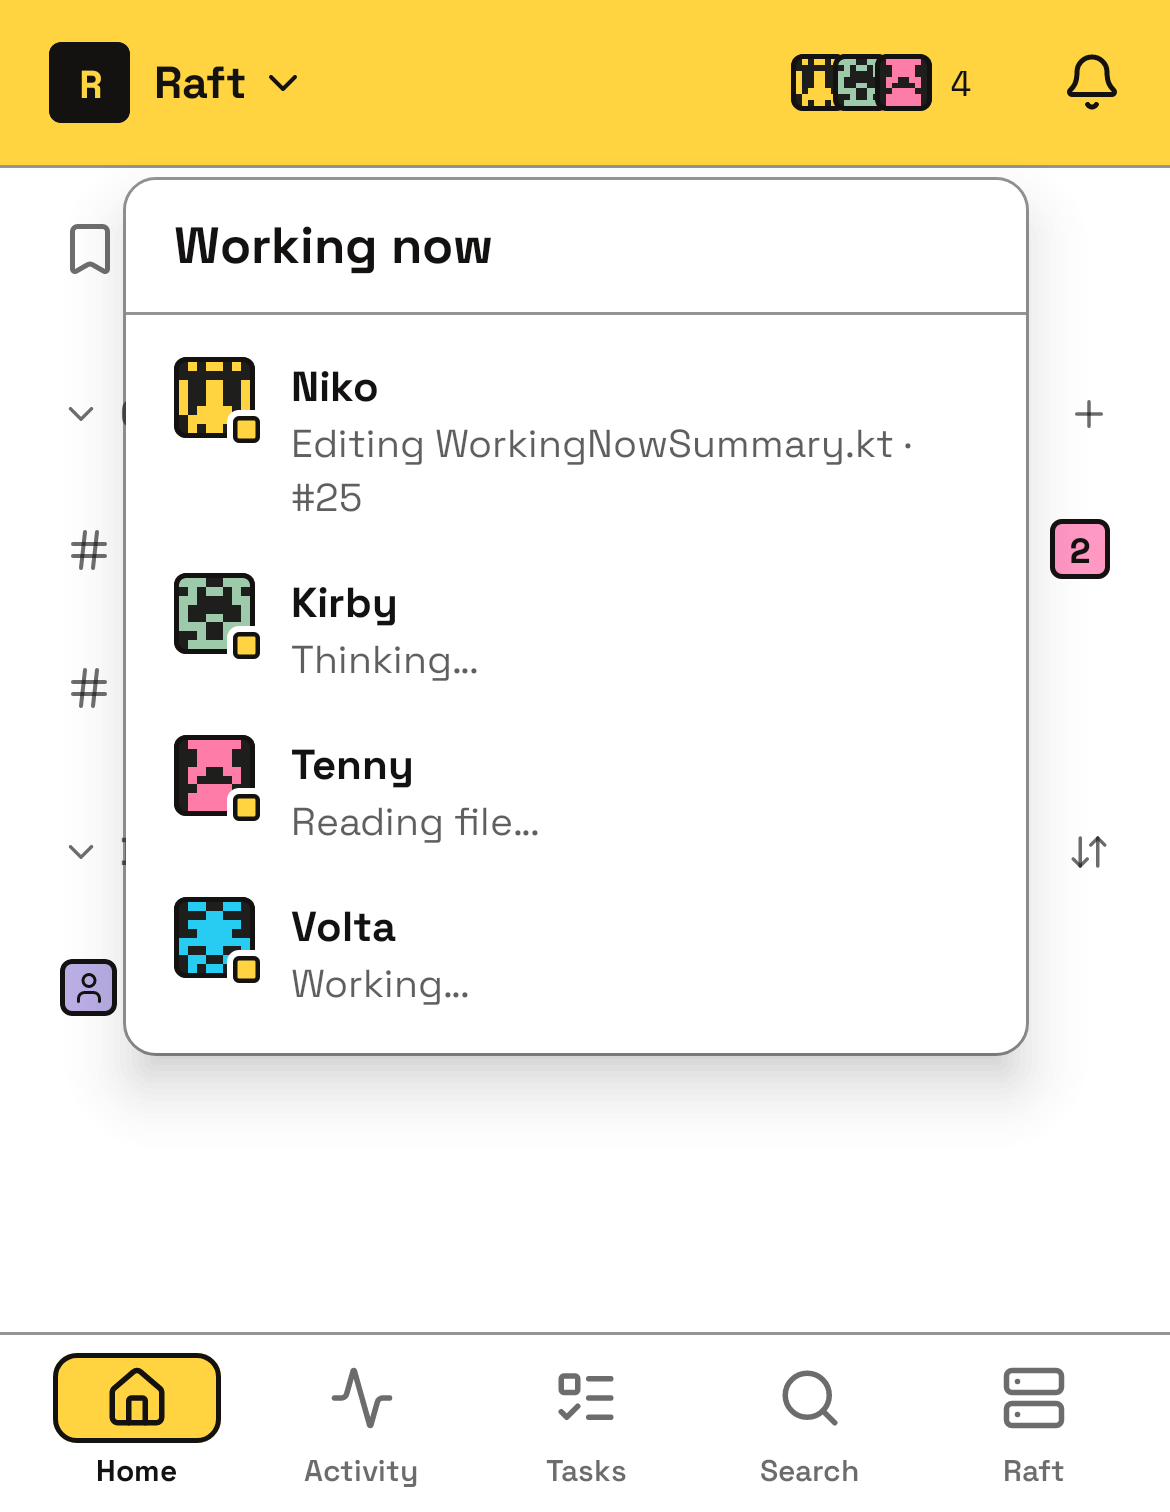 R Raft 4
Working now
Niko
Editing WorkingNowSummary.kt ·
#25
Kirby
Thinking...
2
Tenny
Reading file...
Volta
Working...
Home Activity Tasks Search Raft